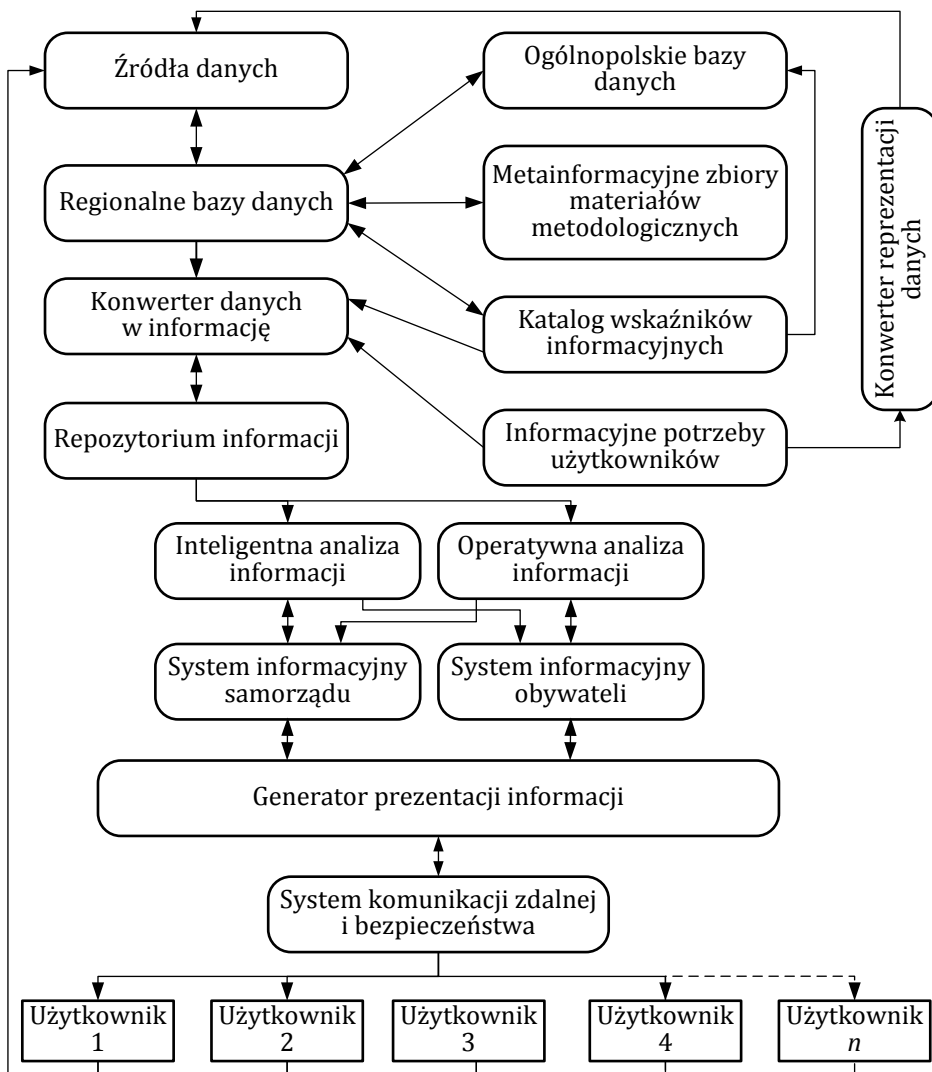 Źródła danych
Ogólnopolskie bazy
danych
Regionalne bazy danych
Metainformacyjne zbiory
materiałów
metodologicznych
Konwerter reprezentacji
danych
Konwerter danych
w informację
Katalog wskaźników
informacyjnych
Repozytorium informacji
Informacyjne potrzeby
użytkowników
Inteligentna analiza
informacji
Operatywna analiza
informacji
System informacyjny
samorządu
System informacyjny
obywateli
Generator prezentacji informacji
System komunikacji zdalnej
i bezpieczeństwa
Użytkownik
1
Użytkownik
2
Użytkownik
3
Użytkownik
4
Użytkownik
n